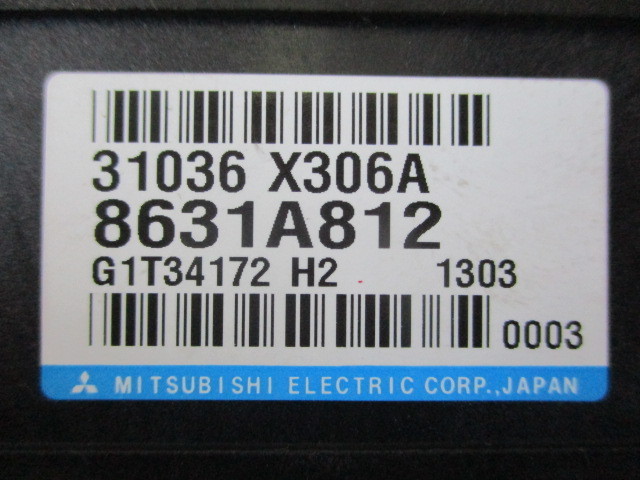 31036 X306A
8631A812
G1T34172 H2 1303
0003
MITSUBISHI ELECTRIC CORP.,JAPAN